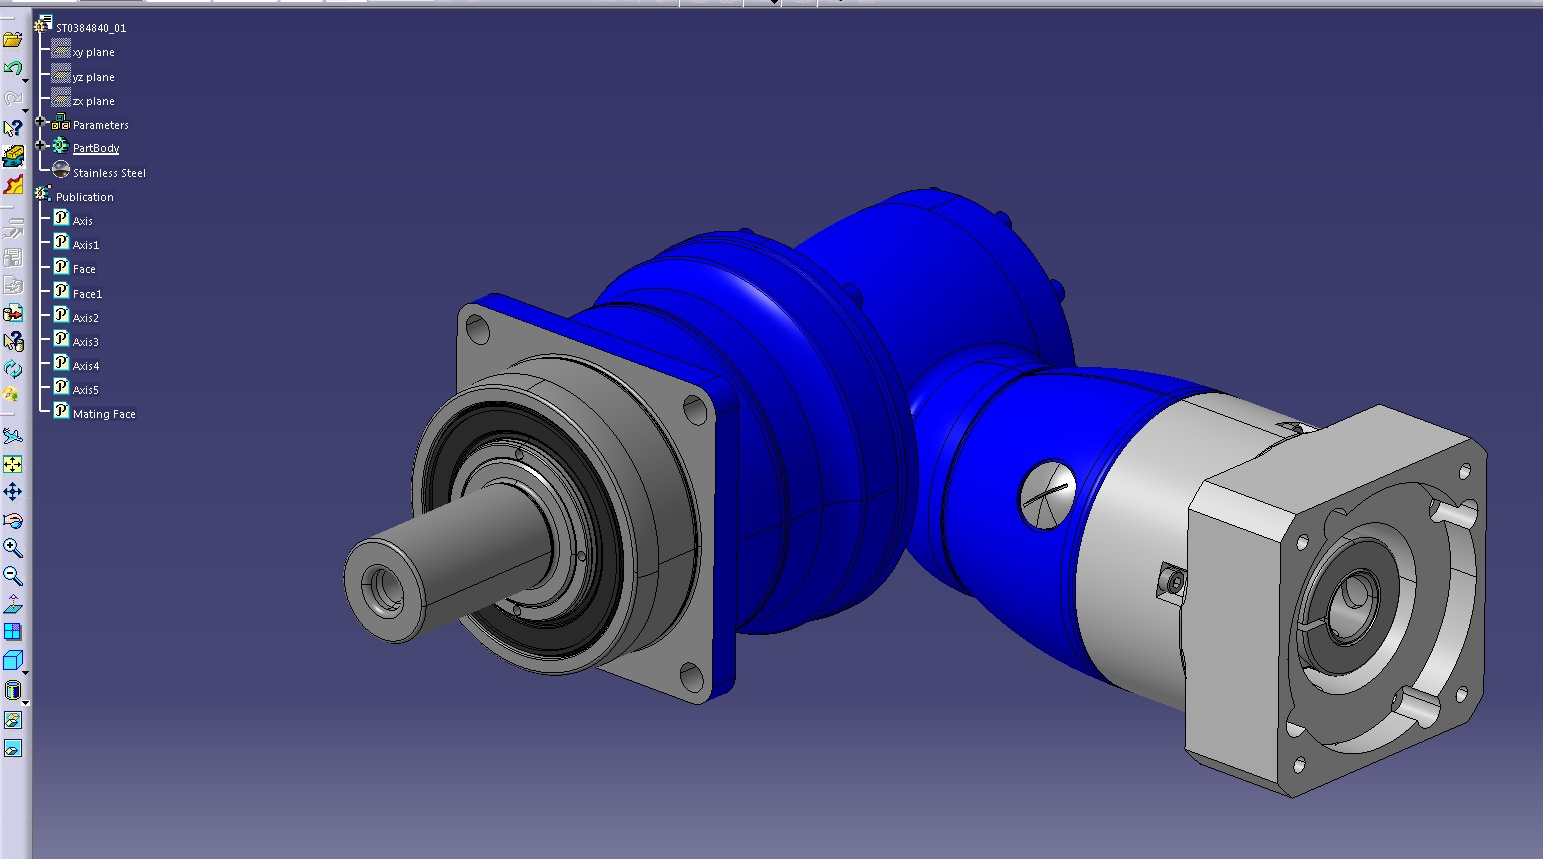 ST0384840_01
xy plane
yz plane
zx plane
Parameters
PartBody
Stainless Steel
Publication
Axis
Axis1
Face
Face1
Axis2
Axis3
Axis4
Axis5
Mating Face